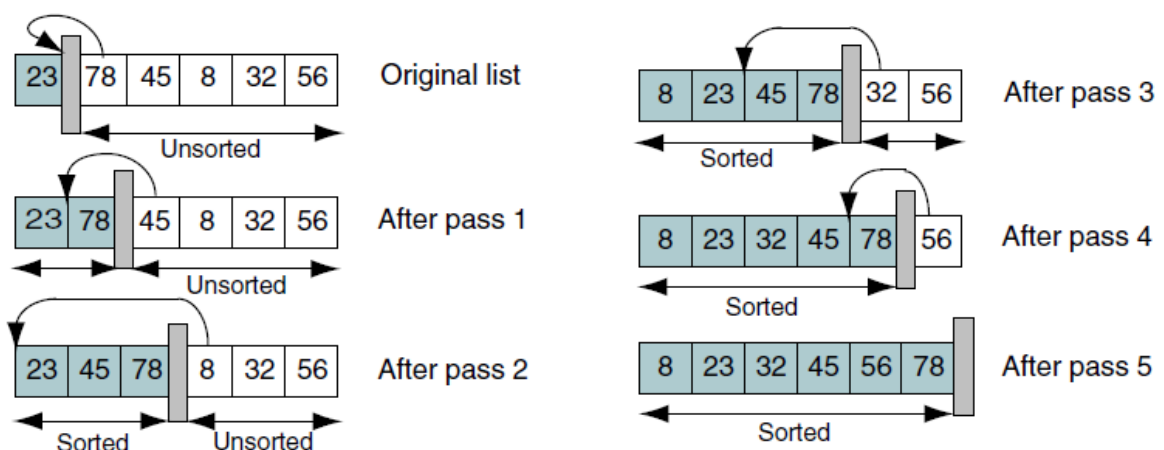 23 78 45 8 32 56 Original list
Unsorted
23 78 45 8 32 56 After pass 1
Unsorted
23 45 78 8 32 56 After pass 2
Sorted Unsorted
8 23 45 78 32 56 After pass 3
Sorted
8 23 32 45 78 56 After pass 4
Sorted
8 23 32 45 56 78 After pass 5
Sorted